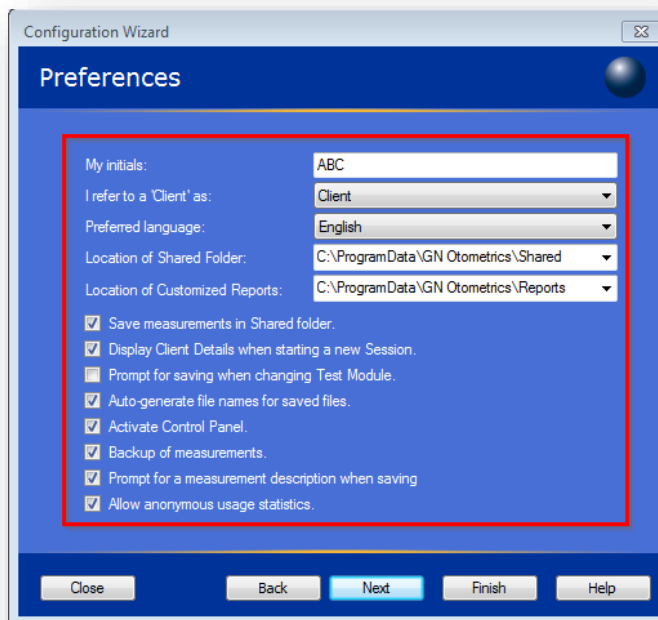 Configuration Wizard
Preferences
My initials: ABC
I refer to a 'Client' as: Client
Preferred language: English
Location of Shared Folder: C:\ProgramData\GN Otometrics\Shared
Location of Customized Reports: C:\ProgramData\GN Otometrics\Reports
Save measurements in Shared folder.
Display Client Details when starting a new Session.
Prompt for saving when changing Test Module.
Auto-generate file names for saved files.
Activate Control Panel.
Backup of measurements.
Prompt for a measurement description when saving
Allow anonymous usage statistics.
Close Back Next Finish Help